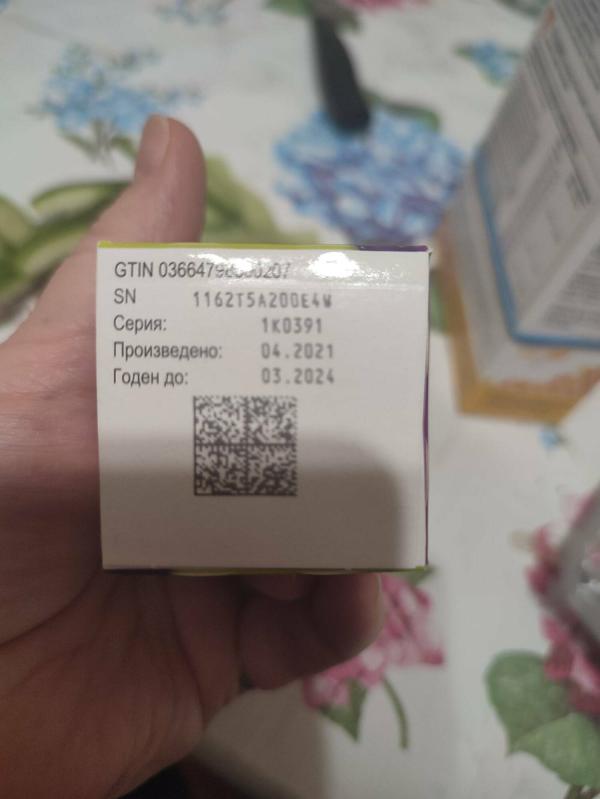 GTIN
SN 1162T5A200E4W
Серия: 1K0391
Произведено: 04.2021
Годен до: 03.2024